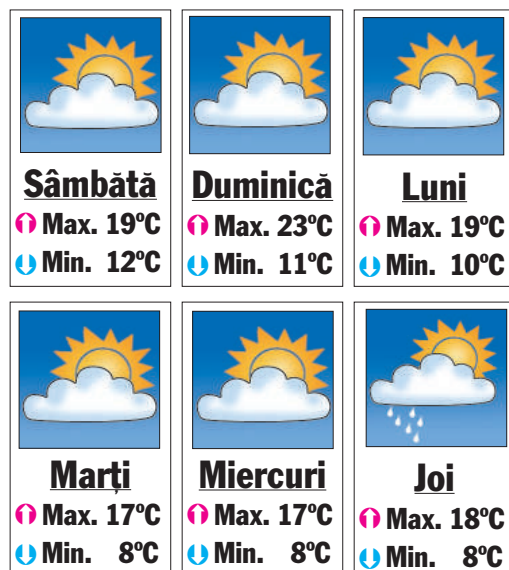 Sâmbătă
Max. 19ºC
Min. 12ºC
Duminică
Max. 23ºC
Min. 11ºC
Luni
Max. 19ºC
Min. 10ºC
Marți
Max. 17ºC
Min. 8ºC
Miercuri
Max. 17ºC
Min. 8ºC
Joi
Max. 18ºC
Min. 8ºC